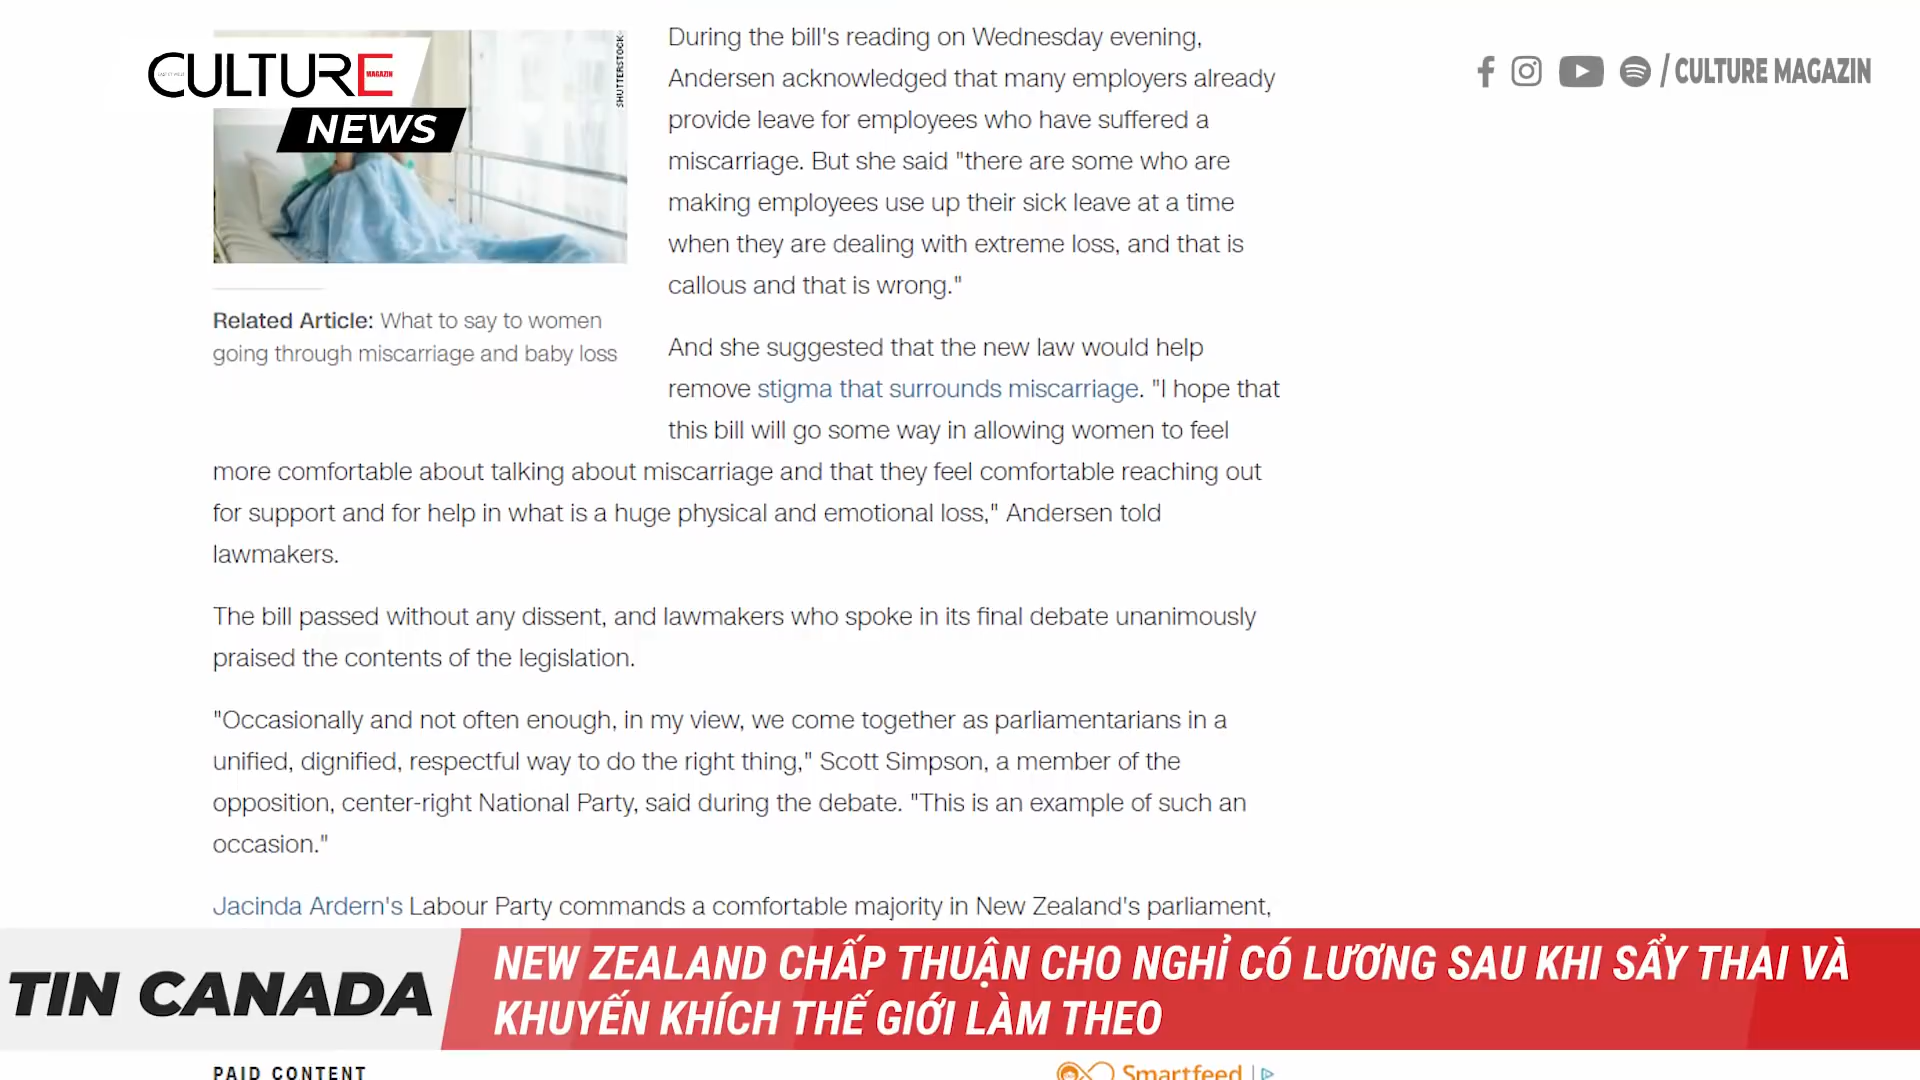 CULTURE
MAGAZIN
NEWS
SHUTTERSTOCK
/ CULTURE MAGAZIN
During the bill's reading on Wednesday evening,
Andersen acknowledged that many employers already
provide leave for employees who have suffered a
miscarriage. But she said "there are some who are
making employees use up their sick leave at a time
when they are dealing with extreme loss, and that is
callous and that is wrong."
Related Article: What to say to women
going through miscarriage and baby loss
And she suggested that the new law would help
remove stigma that surrounds miscarriage. "I hope that
this bill will go some way in allowing women to feel
more comfortable about talking about miscarriage and that they feel comfortable reaching out
for support and for help in what is a huge physical and emotional loss," Andersen told
lawmakers.
The bill passed without any dissent, and lawmakers who spoke in its final debate unanimously
praised the contents of the legislation.
"Occasionally and not often enough, in my view, we come together as parliamentarians in a
unified, dignified, respectful way to do the right thing," Scott Simpson, a member of the
opposition, center-right National Party, said during the debate. "This is an example of such an
occasion."
Jacinda Ardern's Labour Party commands a comfortable majority in New Zealand's parliament,
TIN CANADA
NEW ZEALAND CHẤP THUẬN CHO NGHỈ CÓ LƯƠNG SAU KHI SẨY THAI VÀ
KHUYẾN KHÍCH THẾ GIỚI LÀM THEO
PAID CONTENT
Smartfeed |